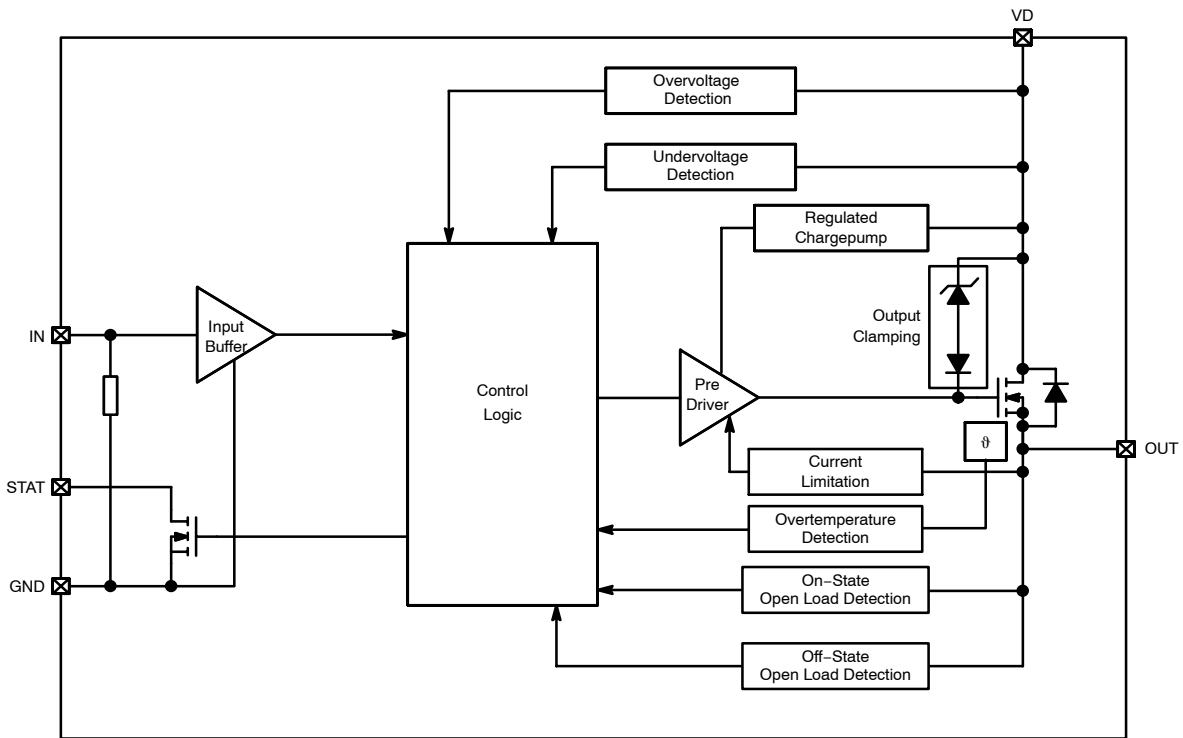 VD
Overvoltage
Detection
Undervoltage
Detection
Regulated
Chargepump
Output
Clamping
IN
Input
Buffer
Control
Logic
Pre
Driver
ϑ
OUT
Current
Limitation
STAT
Overtemperature
Detection
GND
On−State
Open Load Detection
Off−State
Open Load Detection